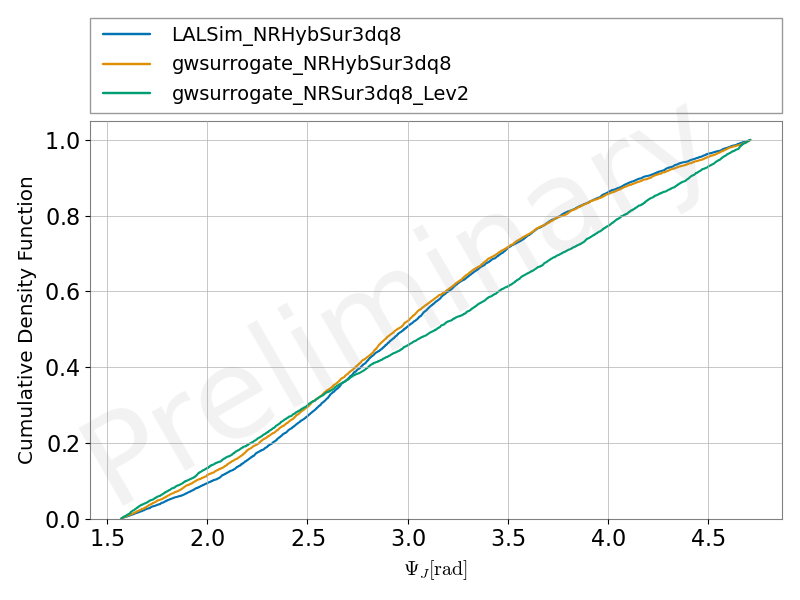 LALSim_NRHybSur3dq8
gwsurrogate_NRHybSur3dq8
gwsurrogate_NRSur3dq8_Lev2
1.0
0.8
0.6
0.4
0.2
0.0
Cumulative Density Function
Preliminary
1.5 2.0 2.5 3.0 3.5 4.0 4.5
Ψ_J[rad]